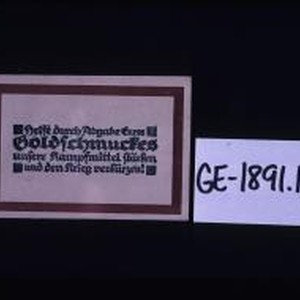 Helft durch Abgabe Eures
Goldschmuckes
unsere Kampfmittel stärken
und den Krieg verkürzen!
GE-1891.1